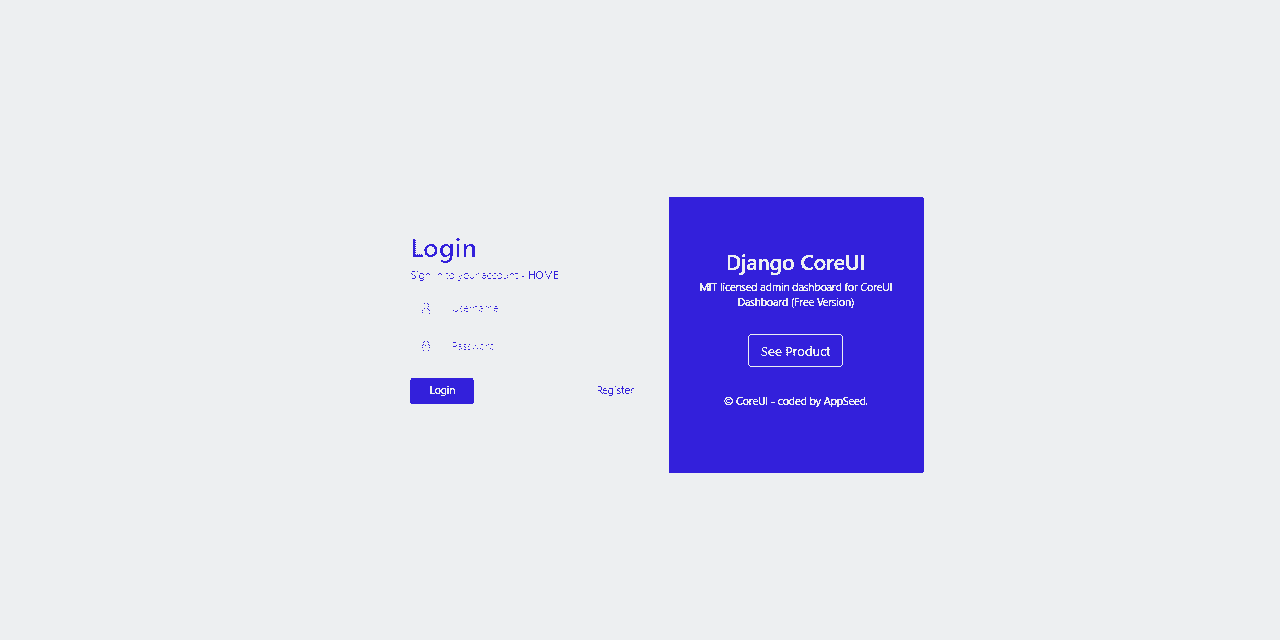 Login
Sign In to your account - HOME
Username
Password
Login
Register
Django CoreUI
MIT licensed admin dashboard for CoreUI
Dashboard (Free Version)
See Product
© CoreUI - coded by AppSeed.